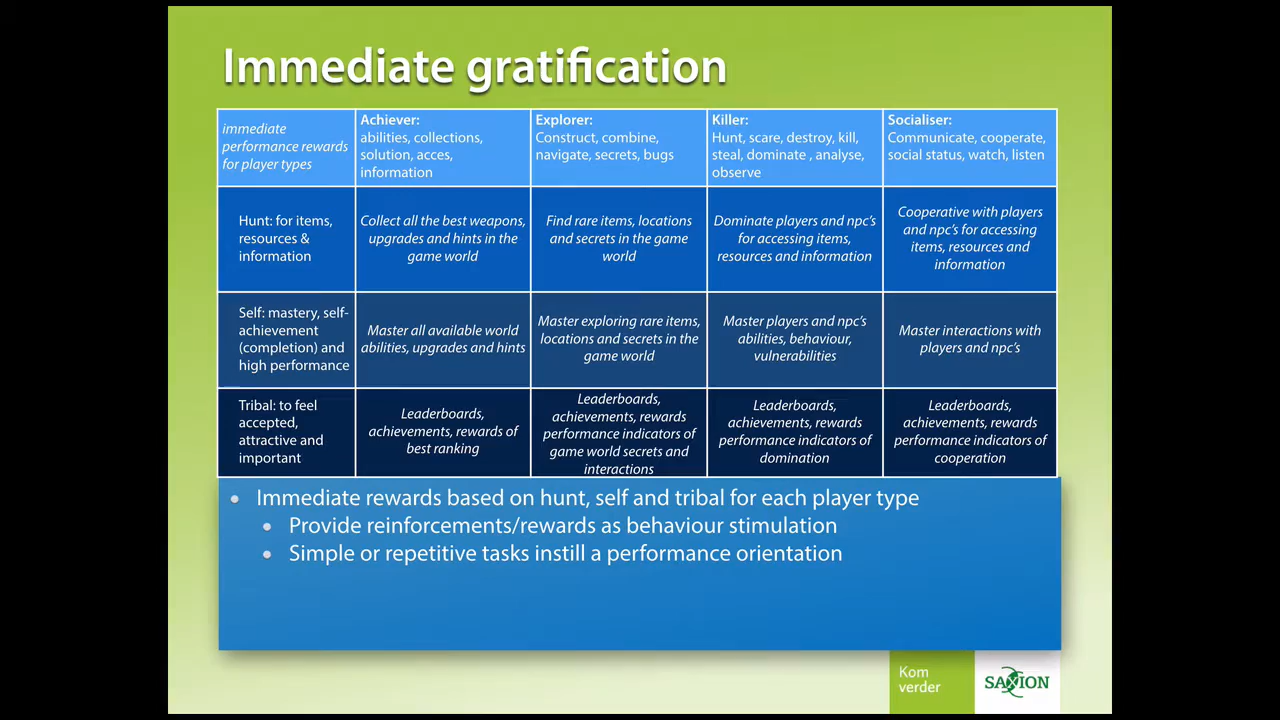 Immediate gratification
immediate
performance rewards
for player types
Achiever:
abilities, collections,
solution, acces,
information
Explorer:
Construct, combine,
navigate, secrets, bugs
Killer:
Hunt, scare, destroy, kill,
steal, dominate , analyse,
observe
Socialiser:
Communicate, cooperate,
social status, watch, listen
Hunt: for items,
resources &
information
Collect all the best weapons,
upgrades and hints in the
game world
Find rare items, locations
and secrets in the game
world
Dominate players and npc's
for accessing items,
resources and information
Cooperative with players
and npc's for accessing
items, resources and
information
Self: mastery, self-
achievement
(completion) and
high performance
Master all available world
abilities, upgrades and hints
Master exploring rare items,
locations and secrets in the
game world
Master players and npc's
abilities, behaviour,
vulnerabilities
Master interactions with
players and npc's
Tribal: to feel
accepted,
attractive and
important
Leaderboards,
achievements, rewards of
best ranking
Leaderboards,
achievements, rewards
performance indicators of
game world secrets and
interactions
Leaderboards,
achievements, rewards
performance indicators of
domination
Leaderboards,
achievements, rewards
performance indicators of
cooperation
• Immediate rewards based on hunt, self and tribal for each player type
• Provide reinforcements/rewards as behaviour stimulation
• Simple or repetitive tasks instill a performance orientation
Kom
verder
SAXION